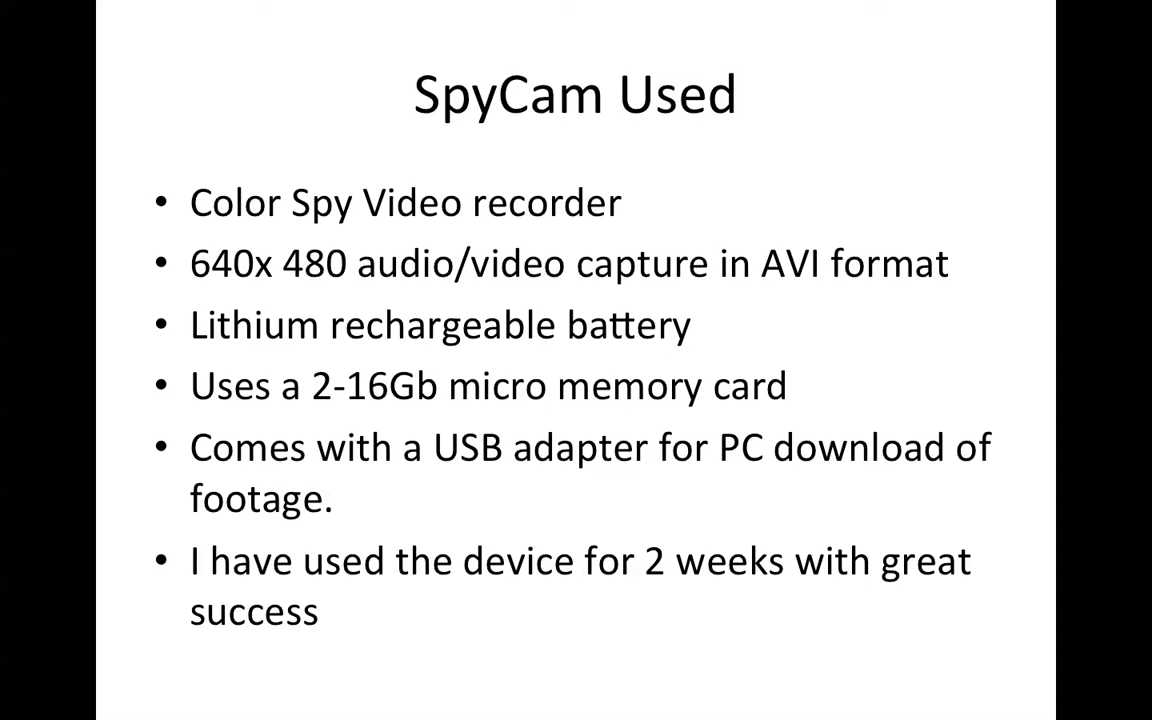 SpyCam Used
• Color Spy Video recorder
• 640x 480 audio/video capture in AVI format
• Lithium rechargeable battery
• Uses a 2-16Gb micro memory card
• Comes with a USB adapter for PC download of
footage.
• I have used the device for 2 weeks with great
success